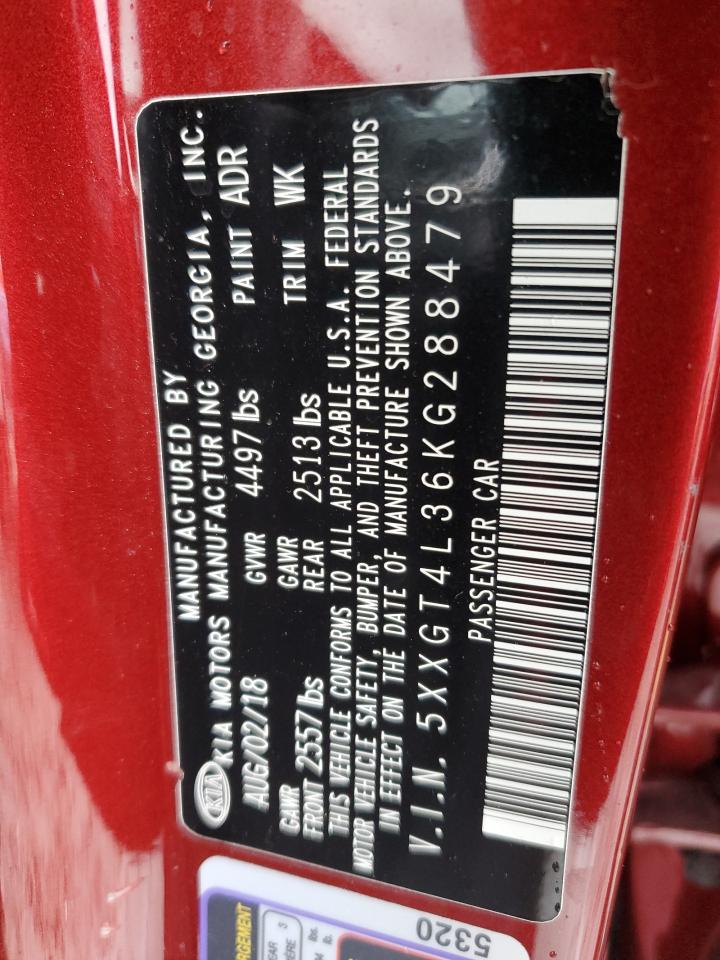 MANUFACTURED BY
KIA KIA MOTORS MANUFACTURING GEORGIA, INC.
AUG/02/18 GVWR 4497 lbs PAINT ADR
GAWR FRONT 2557 lbs GAWR REAR 2513 lbs TRIM WK
THIS VEHICLE CONFORMS TO ALL APPLICABLE U.S.A. FEDERAL
MOTOR VEHICLE SAFETY, BUMPER, AND THEFT PREVENTION STANDARDS
IN EFFECT ON THE DATE OF MANUFACTURE SHOWN ABOVE.
V.I.N. 5XXGT4L36KG288479
PASSENGER CAR
5320